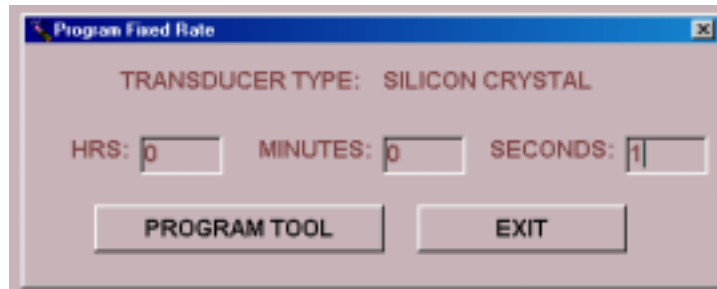 Program Fixed Rate
TRANSDUCER TYPE: SILICON CRYSTAL
HRS: 0 MINUTES: 0 SECONDS: 1
PROGRAM TOOL EXIT